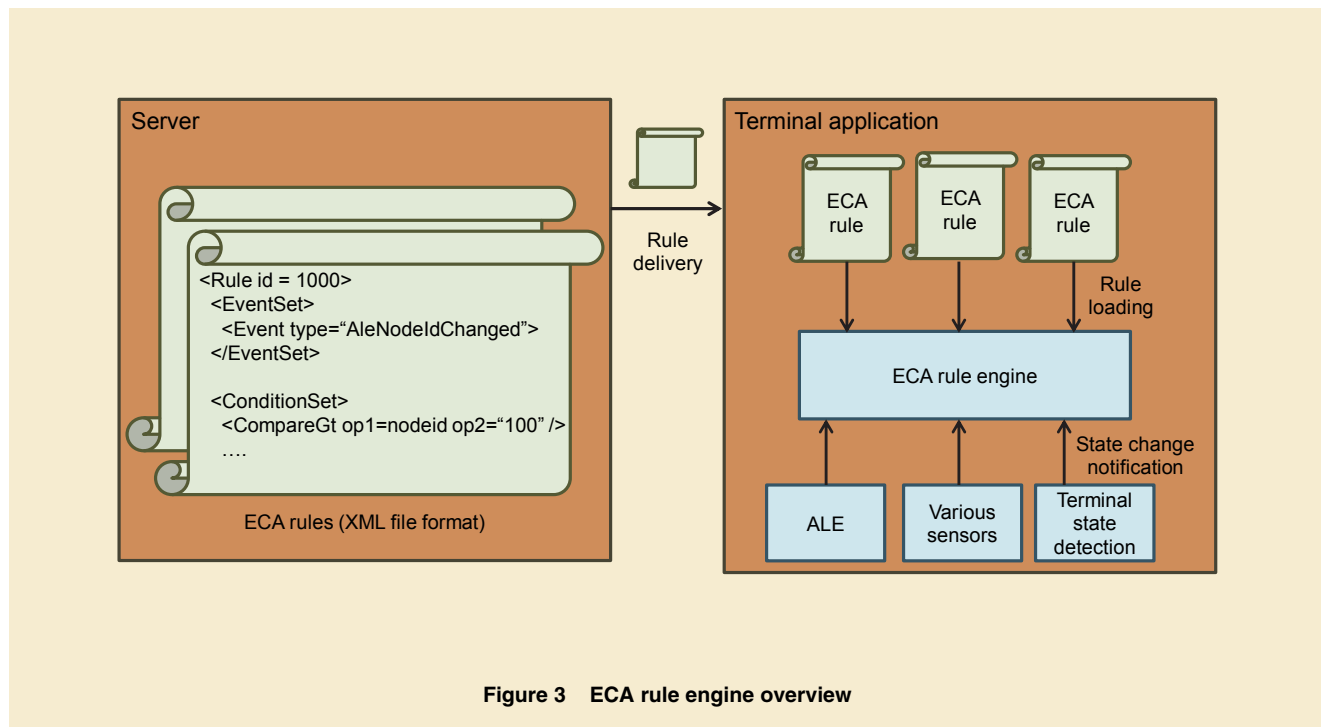 Server
<Rule id = 1000>
<EventSet>
<Event type=“AleNodeIdChanged”>
</EventSet>
<ConditionSet>
<CompareGt op1=nodeid op2=“100” />
….
ECA rules (XML file format)
Rule
delivery
Terminal application
ECA
rule
ECA
rule
ECA
rule
Rule
loading
ECA rule engine
State change
notification
ALE
Various
sensors
Terminal
state
detection
Figure 3 ECA rule engine overview